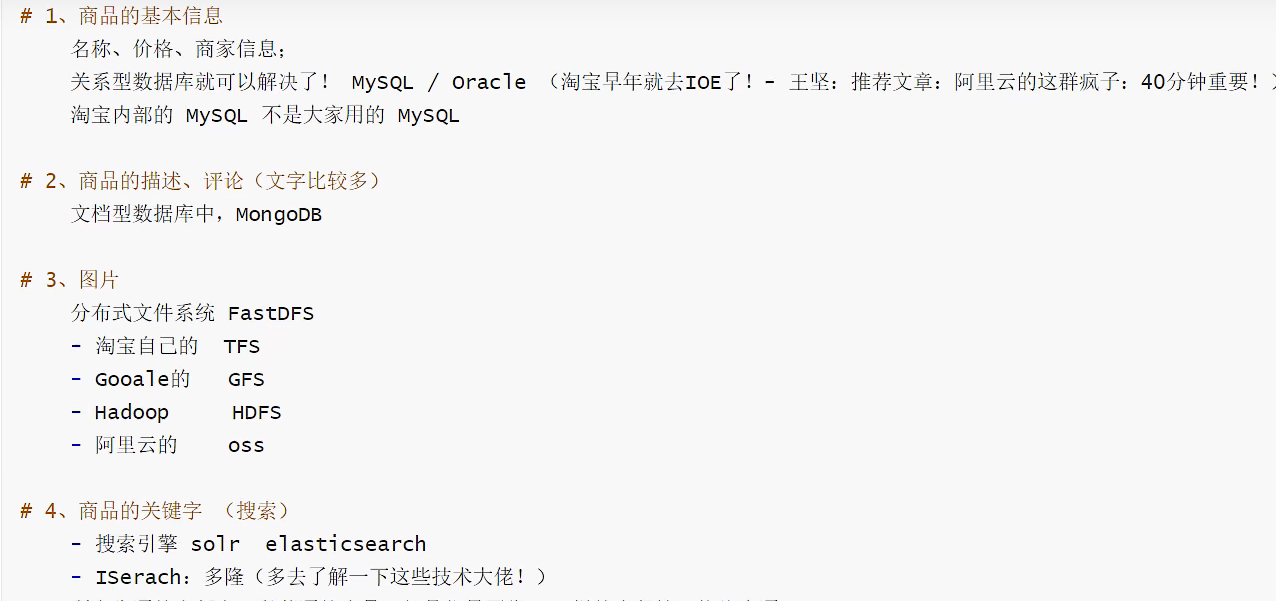 # 1、商品的基本信息
名称、价格、商家信息;
关系型数据库就可以解决了! MySQL / Oracle (淘宝早年就去IOE了!- 王坚:推荐文章:阿里云的这群疯子:40分钟重要!)
淘宝内部的 MySQL 不是大家用的 MySQL
# 2、商品的描述、评论(文字比较多)
文档型数据库中,MongoDB
# 3、图片
分布式文件系统 FastDFS
- 淘宝自己的 TFS
- Gooale的 GFS
- Hadoop HDFS
- 阿里云的 oss
# 4、商品的关键字 (搜索)
- 搜索引擎 solr elasticsearch
- ISerach:多隆(多去了解一下这些技术大佬!)